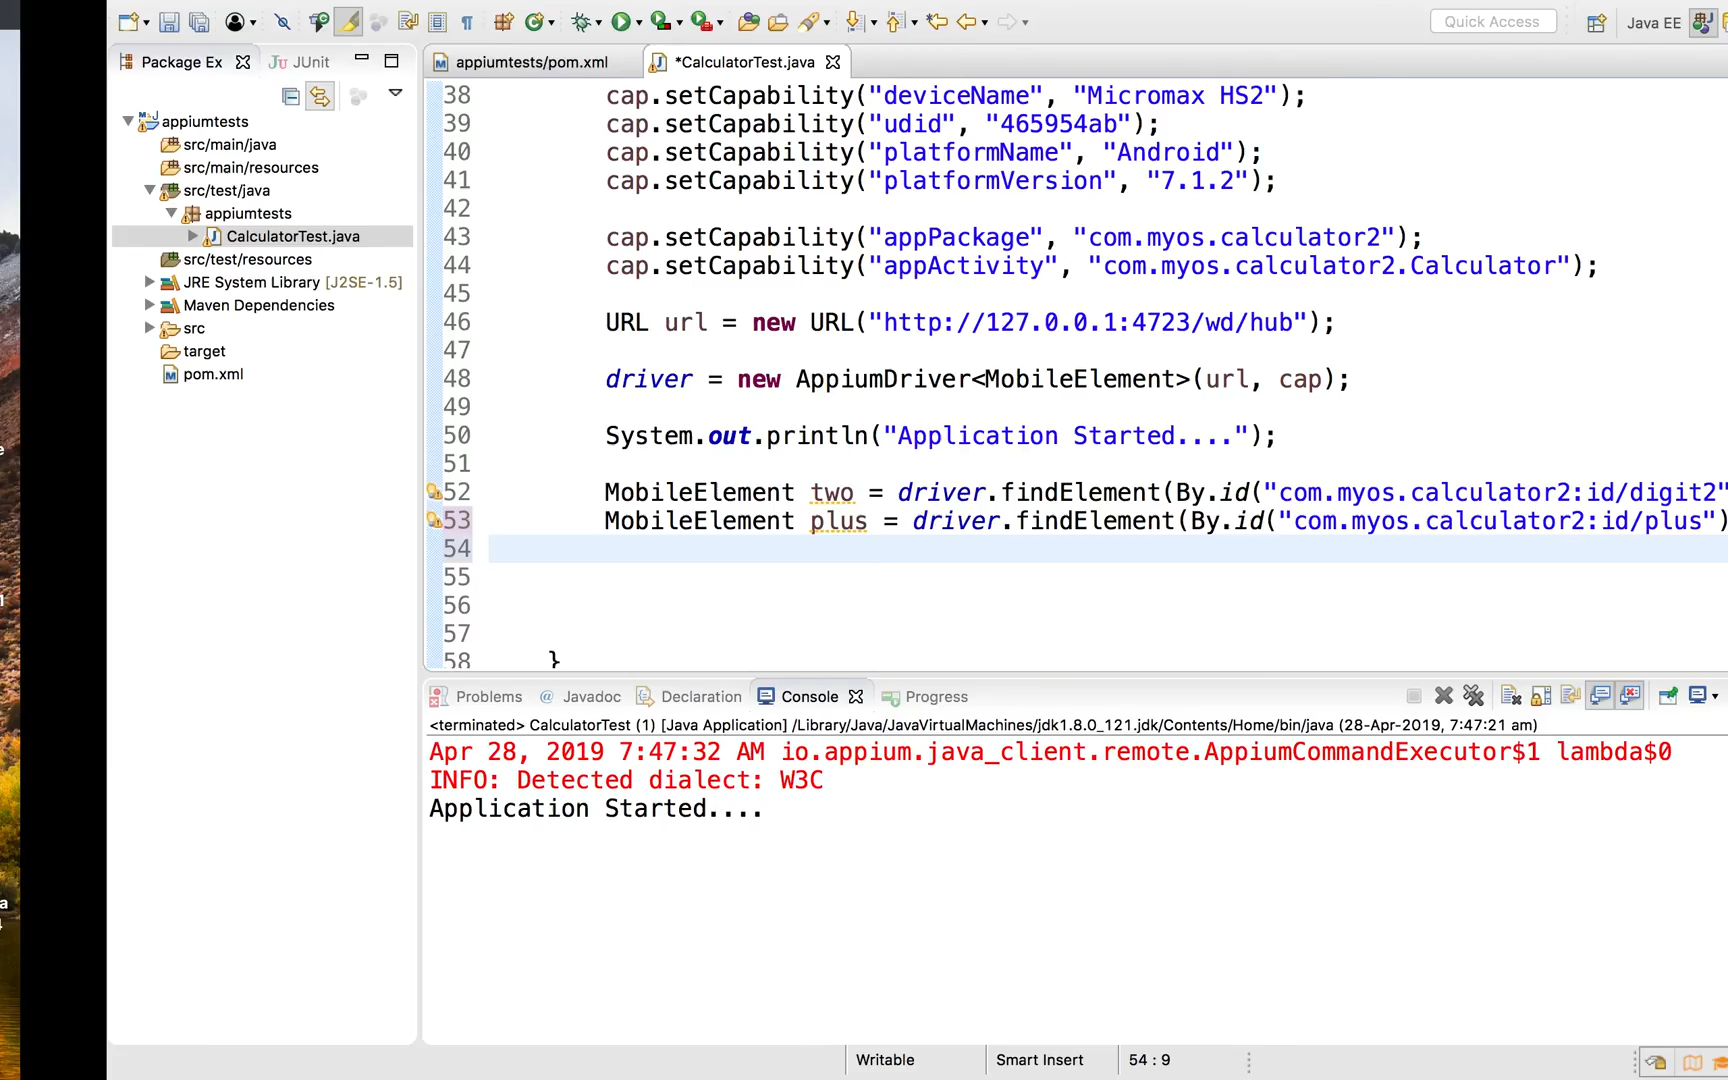 Quick Access
Java EE
Package Ex
JUnit
appiumtests/pom.xml
*CalculatorTest.java
appiumtests
src/main/java
src/main/resources
src/test/java
appiumtests
CalculatorTest.java
src/test/resources
JRE System Library [J2SE-1.5]
Maven Dependencies
src
target
pom.xml
38 cap.setCapability("deviceName", "Micromax HS2");
39 cap.setCapability("udid", "465954ab");
40 cap.setCapability("platformName", "Android");
41 cap.setCapability("platformVersion", "7.1.2");
42
43 cap.setCapability("appPackage", "com.myos.calculator2");
44 cap.setCapability("appActivity", "com.myos.calculator2.Calculator");
45
46 URL url = new URL("http://127.0.0.1:4723/wd/hub");
47
48 driver = new AppiumDriver<MobileElement>(url, cap);
49
50 System.out.println("Application Started....");
51
52 MobileElement two = driver.findElement(By.id("com.myos.calculator2:id/digit2"
53 MobileElement plus = driver.findElement(By.id("com.myos.calculator2:id/plus")
54
55
56
57
58 }
Problems
@ Javadoc
Declaration
Console
Progress
<terminated> CalculatorTest (1) [Java Application] /Library/Java/JavaVirtualMachines/jdk1.8.0_121.jdk/Contents/Home/bin/java (28-Apr-2019, 7:47:21 am)
Apr 28, 2019 7:47:32 AM io.appium.java_client.remote.AppiumCommandExecutor$1 lambda$0
INFO: Detected dialect: W3C
Application Started....
Writable
Smart Insert
54 : 9